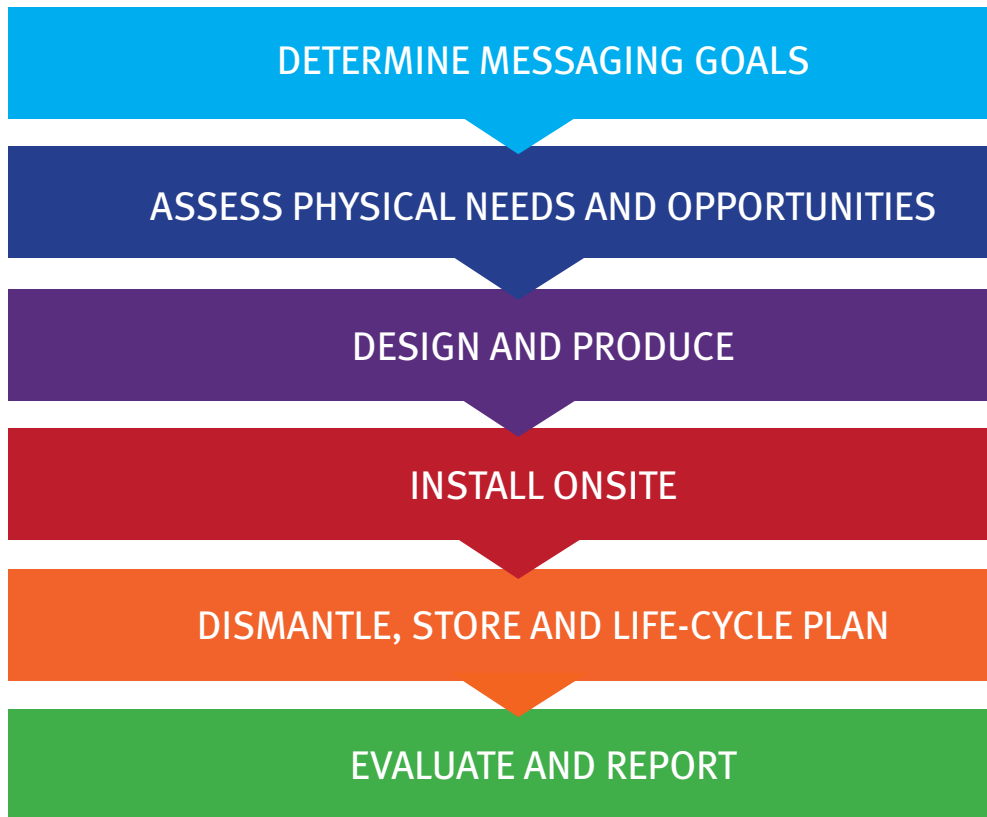 DETERMINE MESSAGING GOALS
ASSESS PHYSICAL NEEDS AND OPPORTUNITIES
DESIGN AND PRODUCE
INSTALL ONSITE
DISMANTLE, STORE AND LIFE-CYCLE PLAN
EVALUATE AND REPORT